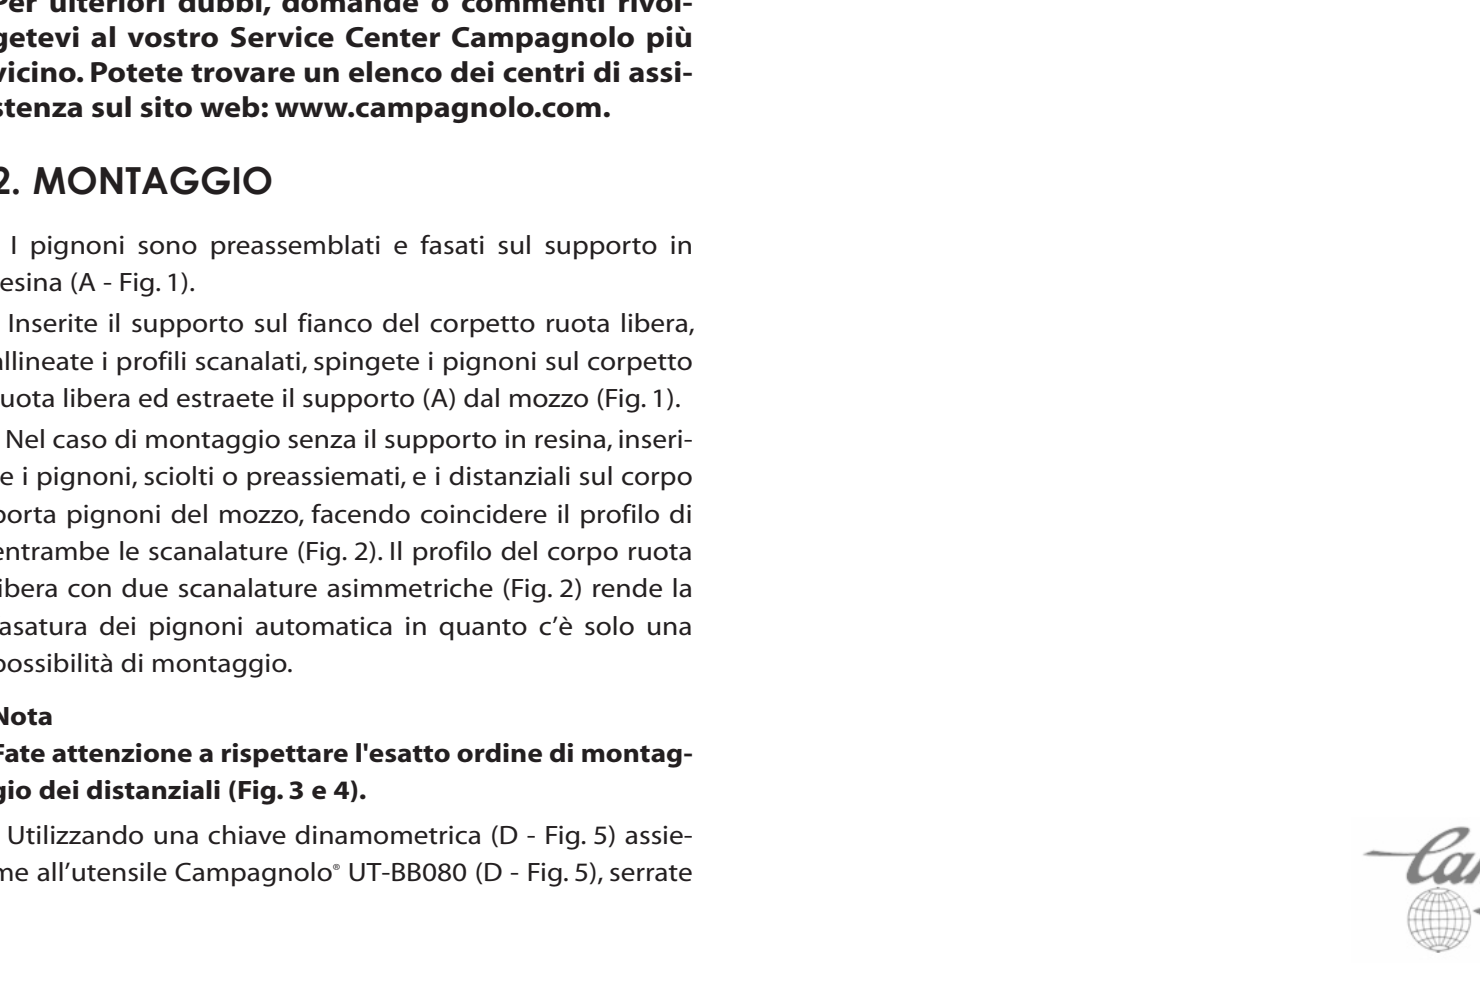 Per ulteriori dubbi, domande o commenti rivol-
getevi al vostro Service Center Campagnolo più
vicino. Potete trovare un elenco dei centri di assi-
stenza sul sito web: www.campagnolo.com.
2. MONTAGGIO
I pignoni sono preassemblati e fasati sul supporto in
esina (A - Fig. 1).
Inserite il supporto sul fianco del corpetto ruota libera,
allineate i profili scanalati, spingete i pignoni sul corpetto
uota libera ed estraete il supporto (A) dal mozzo (Fig. 1).
Nel caso di montaggio senza il supporto in resina, inseri-
e i pignoni, sciolti o preassiemati, e i distanziali sul corpo
porta pignoni del mozzo, facendo coincidere il profilo di
entrambe le scanalature (Fig. 2). Il profilo del corpo ruota
ibera con due scanalature asimmetriche (Fig. 2) rende la
asatura dei pignoni automatica in quanto c’è solo una
possibilità di montaggio.
Nota
Fate attenzione a rispettare l'esatto ordine di montag-
gio dei distanziali (Fig. 3 e 4).
Utilizzando una chiave dinamometrica (D - Fig. 5) assie-
me all’utensile Campagnolo® UT-BB080 (D - Fig. 5), serrate